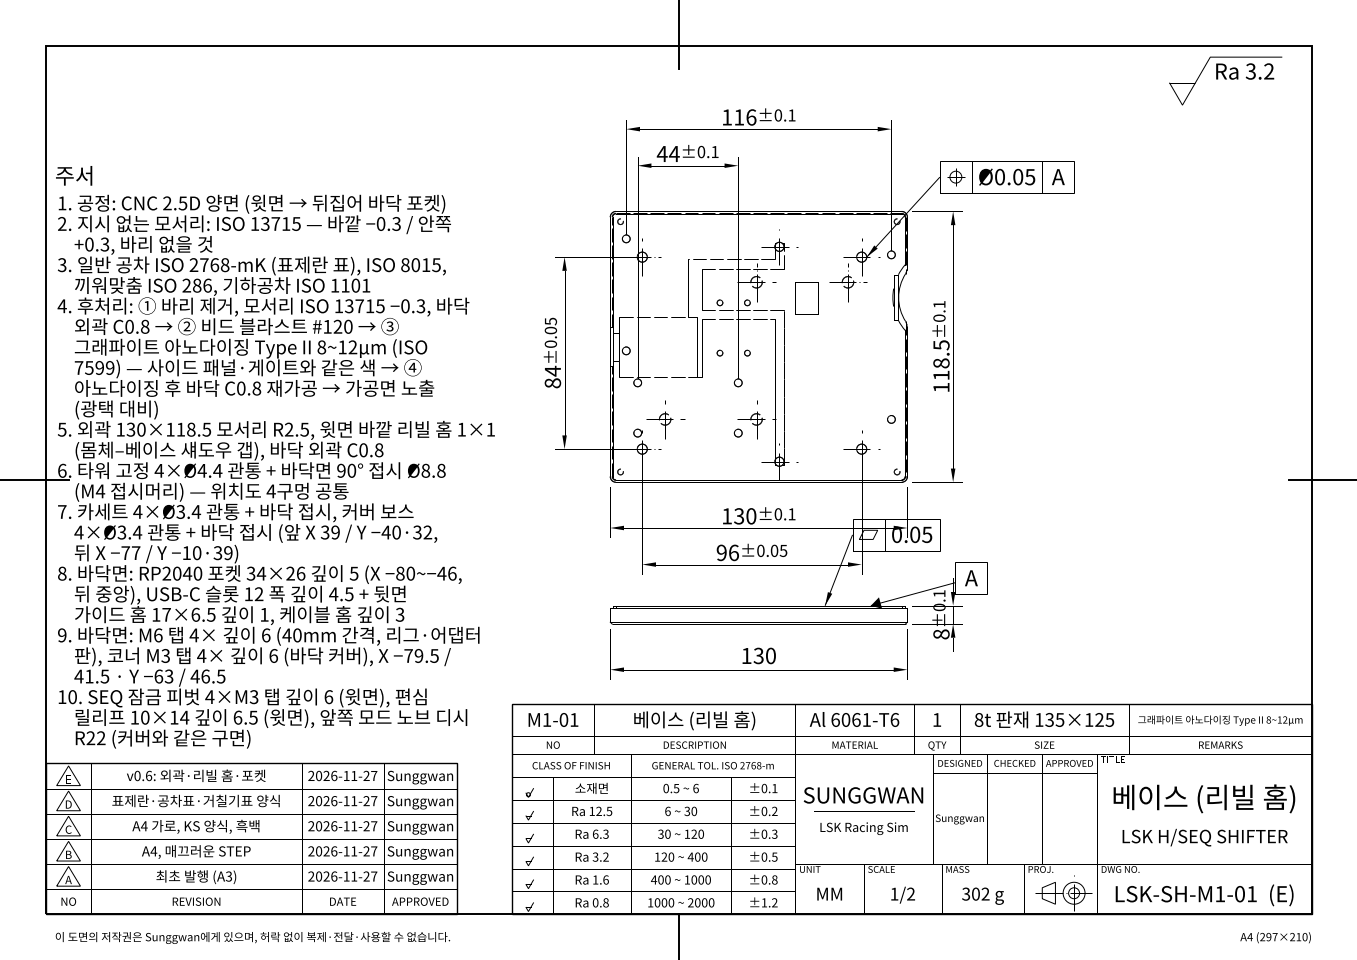 Ra 3.2
116±0.1
44±0.1
⌀0.05 A
84±0.05
118.5±0.1
130±0.1
0.05
96±0.05
A
8±0.1
130
주서
1. 공정: CNC 2.5D 양면 (윗면 → 뒤집어 바닥 포켓)
2. 지시 없는 모서리: ISO 13715 — 바깥 −0.3 / 안쪽
+0.3, 바리 없을 것
3. 일반 공차 ISO 2768-mK (표제란 표), ISO 8015,
끼워맞춤 ISO 286, 기하공차 ISO 1101
4. 후처리: ① 바리 제거, 모서리 ISO 13715 −0.3, 바닥
외곽 C0.8 → ② 비드 블라스트 #120 → ③
그래파이트 아노다이징 Type II 8~12μm (ISO
7599) — 사이드 패널·게이트와 같은 색 → ④
아노다이징 후 바닥 C0.8 재가공 → 가공면 노출
(광택 대비)
5. 외곽 130×118.5 모서리 R2.5, 윗면 바깥 리빌 홈 1×1
(몸체–베이스 섀도우 갭), 바닥 외곽 C0.8
6. 타워 고정 4×⌀4.4 관통 + 바닥면 90° 접시 ⌀8.8
(M4 접시머리) — 위치도 4구멍 공통
7. 카세트 4×⌀3.4 관통 + 바닥 접시, 커버 보스
4×⌀3.4 관통 + 바닥 접시 (앞 X 39 / Y −40·32,
뒤 X −77 / Y −10·39)
8. 바닥면: RP2040 포켓 34×26 깊이 5 (X −80~−46,
뒤 중앙), USB-C 슬롯 12 폭 깊이 4.5 + 뒷면
가이드 홈 17×6.5 깊이 1, 케이블 홈 깊이 3
9. 바닥면: M6 탭 4× 깊이 6 (40mm 간격, 리그·어댑터
판), 코너 M3 탭 4× 깊이 6 (바닥 커버), X −79.5 /
41.5 · Y −63 / 46.5
10. SEQ 잠금 피벗 4×M3 탭 깊이 6 (윗면), 편심
릴리프 10×14 깊이 6.5 (윗면), 앞쪽 모드 노브 디시
R22 (커버와 같은 구면)
E v0.6: 외곽·리빌 홈·포켓 2026-11-27 Sunggwan
D 표제란·공차표·거칠기표 양식 2026-11-27 Sunggwan
C A4 가로, KS 양식, 흑백 2026-11-27 Sunggwan
B A4, 매끄러운 STEP 2026-11-27 Sunggwan
A 최초 발행 (A3) 2026-11-27 Sunggwan
NO REVISION DATE APPROVED
M1-01 베이스 (리빌 홈) Al 6061-T6 1 8t 판재 135×125 그래파이트 아노다이징 Type II 8~12μm
NO DESCRIPTION MATERIAL QTY SIZE REMARKS
CLASS OF FINISH GENERAL TOL. ISO 2768-m
소재면 0.5 ~ 6 ±0.1
Ra 12.5 6 ~ 30 ±0.2
Ra 6.3 30 ~ 120 ±0.3
Ra 3.2 120 ~ 400 ±0.5
Ra 1.6 400 ~ 1000 ±0.8
Ra 0.8 1000 ~ 2000 ±1.2
SUNGGWAN
LSK Racing Sim
DESIGNED CHECKED APPROVED
Sunggwan
TITLE
베이스 (리빌 홈)
LSK H/SEQ SHIFTER
UNIT SCALE MASS PROJ. DWG NO.
MM 1/2 302 g LSK-SH-M1-01 (E)
이 도면의 저작권은 Sunggwan에게 있으며, 허락 없이 복제·전달·사용할 수 없습니다.
A4 (297×210)